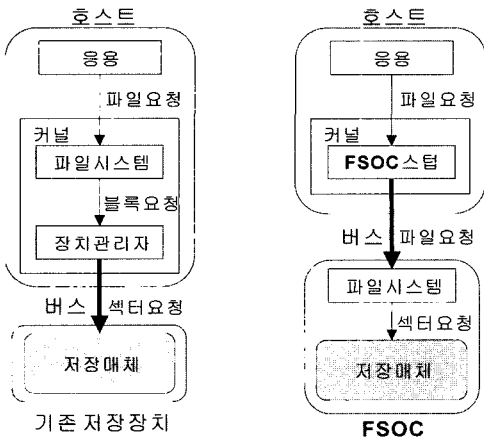 호스트
응용
파일요청
커널
파일시스템
블록요청
장치관리자
버스 섹터요청
저장매체
기존 저장장치
호스트
응용
파일요청
커널
FSOC스텁
버스 파일요청
파일시스템
섹터요청
저장매체
FSOC